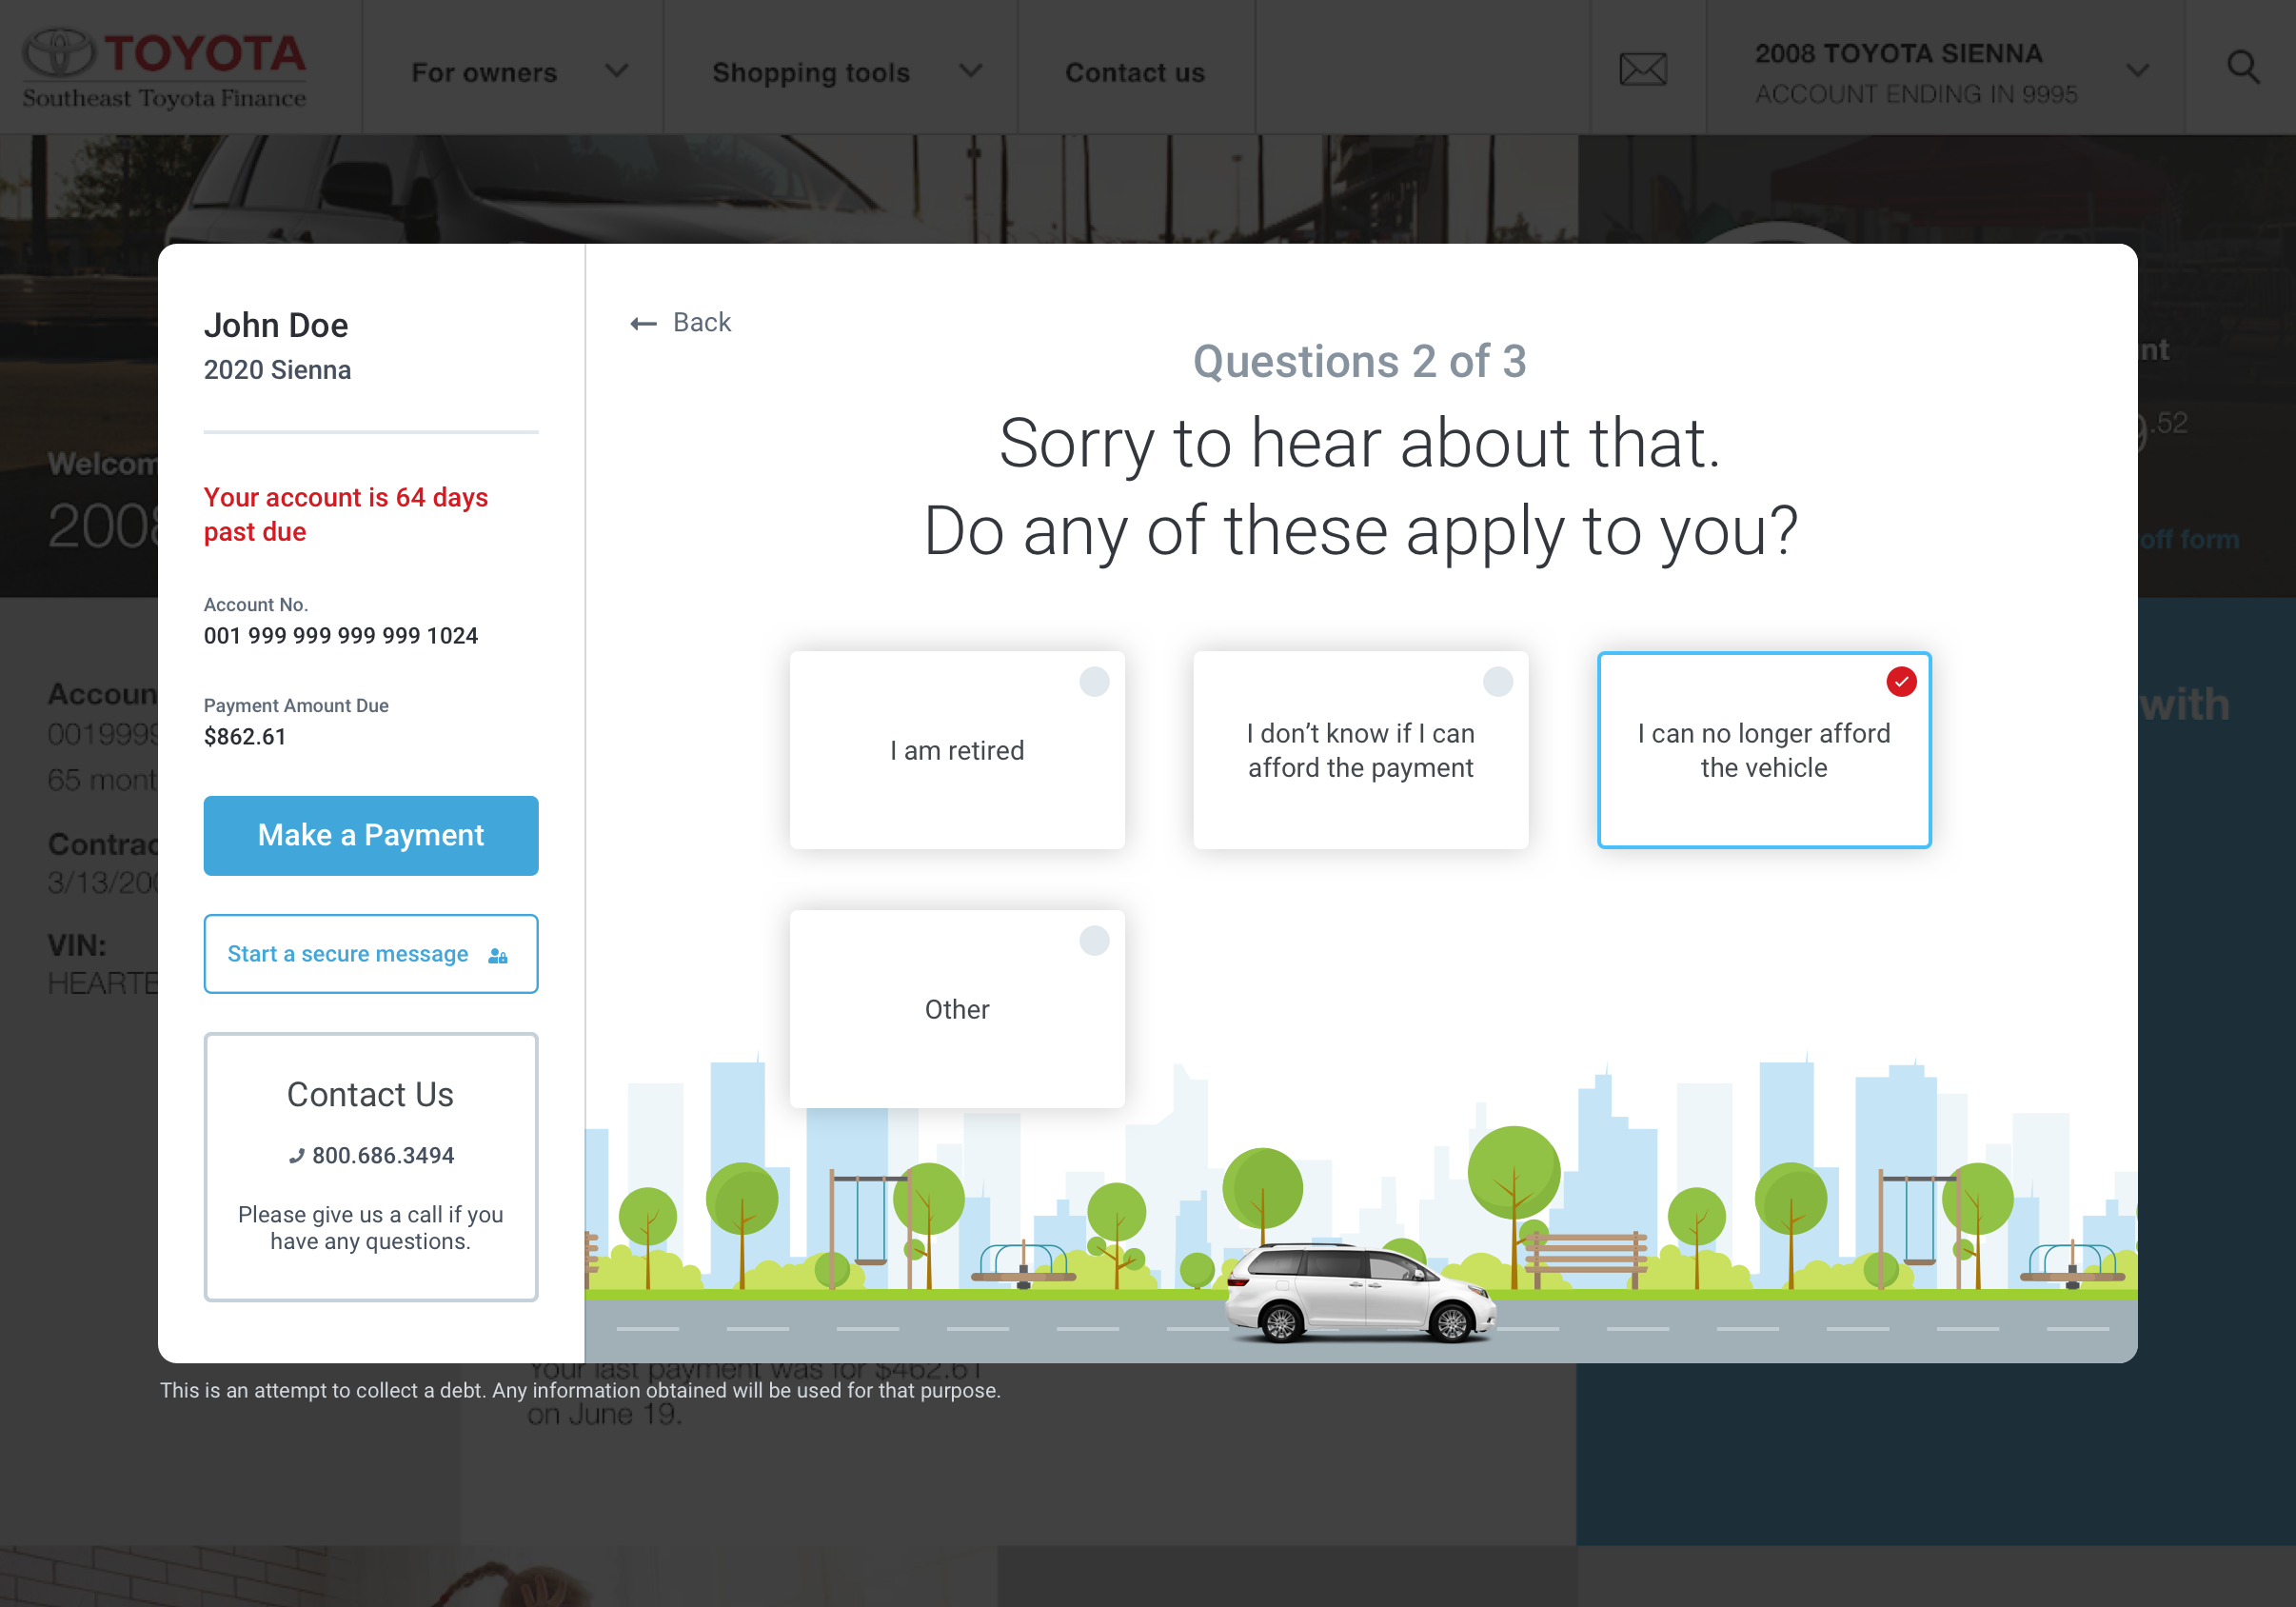 TOYOTA
Southeast Toyota Finance
For owners
Shopping tools
Contact us
2008 TOYOTA SIENNA
ACCOUNT ENDING IN 9995
John Doe
2020 Sienna
Your account is 64 days
past due
Account No.
001 999 999 999 999 1024
Payment Amount Due
$862.61
Make a Payment
Start a secure message
Contact Us
800.686.3494
Please give us a call if you
have any questions.
Back
Questions 2 of 3
Sorry to hear about that.
Do any of these apply to you?
I am retired
I don’t know if I can
afford the payment
I can no longer afford
the vehicle
Other
Welcom
2008
Accoun
001999
65 mont
Contrac
3/13/20
VIN:
HEARTE
nt
.52
off form
with
Your last payment was for $462.61
on June 19.
This is an attempt to collect a debt. Any information obtained will be used for that purpose.